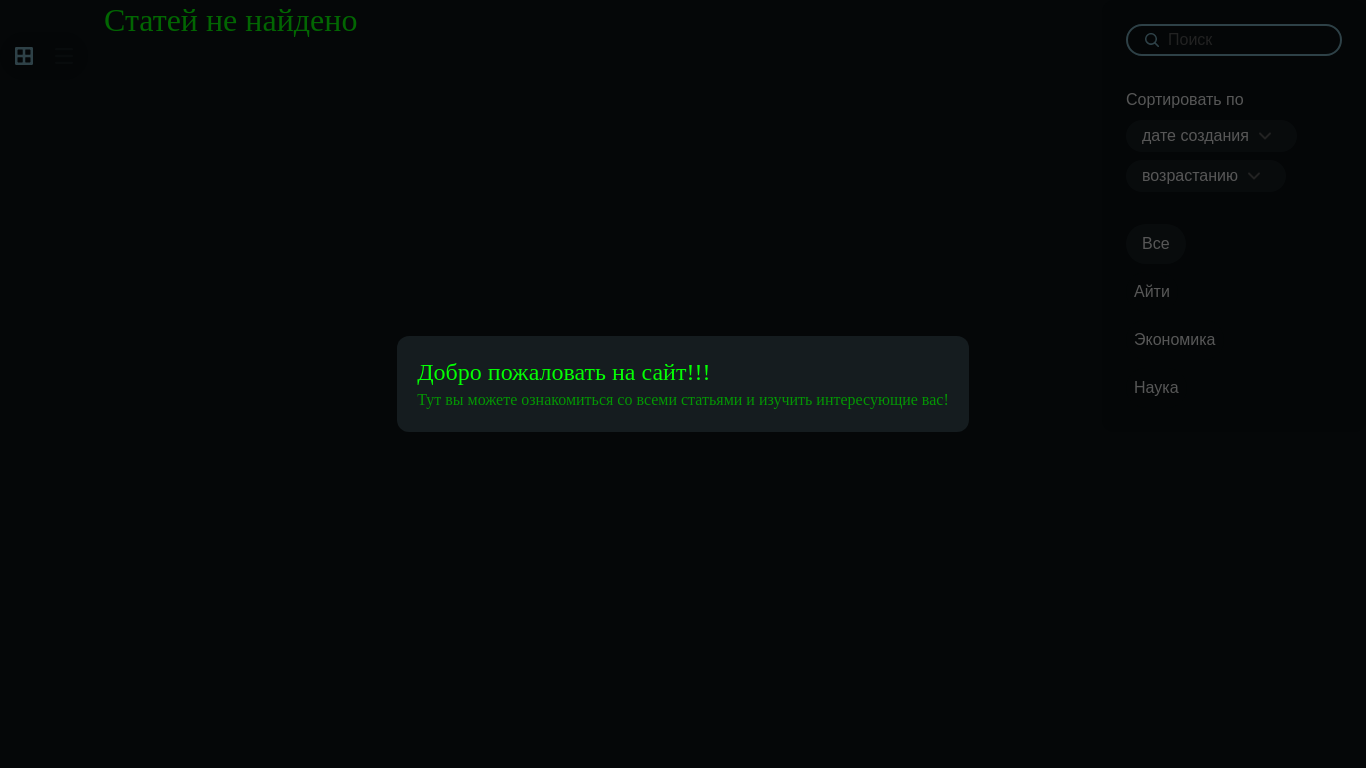 Статей не найдено
Поиск
Сортировать по
дате создания
возрастанию
Все
Айти
Экономика
Наука
Добро пожаловать на сайт!!!
Тут вы можете ознакомиться со всеми статьями и изучить интересующие вас!